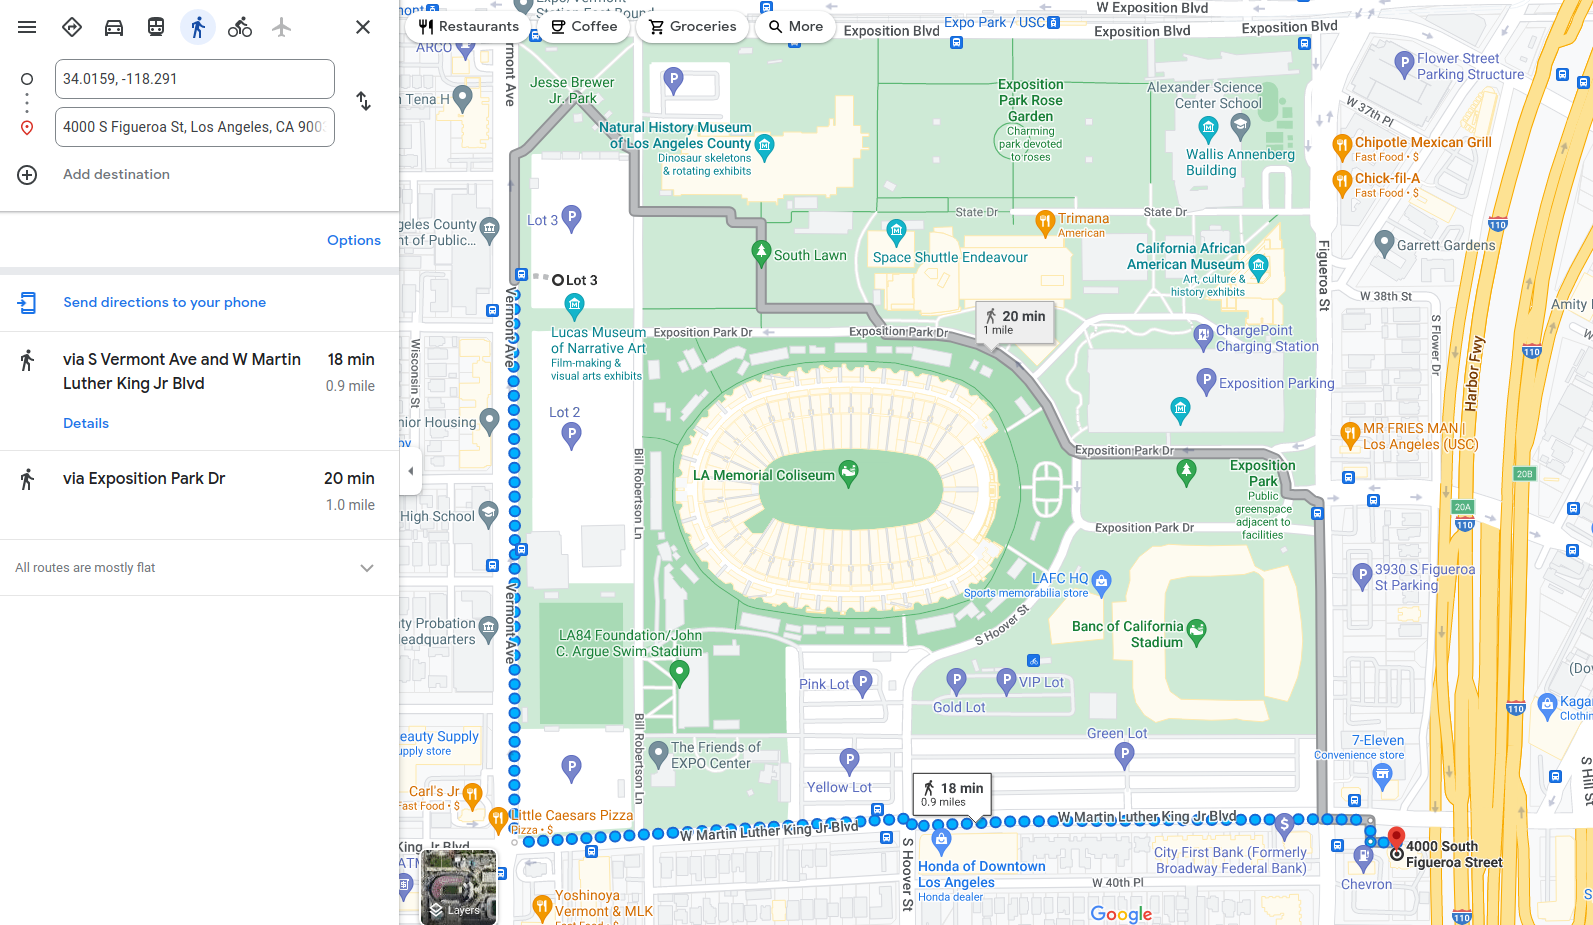 34.0159, -118.291
4000 S Figueroa St, Los Angeles, CA 900
Add destination
Options
Send directions to your phone
via S Vermont Ave and W Martin
Luther King Jr Blvd
18 min
0.9 mile
Details
via Exposition Park Dr
20 min
1.0 mile
All routes are mostly flat
Restaurants
Coffee
Groceries
More
Expo Park / USC
W Exposition Blvd
Exposition Blvd
Exposition Blvd
Exposition Blvd
ARCO
Vermont Ave
Jesse Brewer
Jr. Park
Tena H
Natural History Museum
of Los Angeles County
Dinosaur skeletons
& rotating exhibits
Exposition
Park Rose
Garden
Charming
park devoted
to roses
Alexander Science
Center School
Wallis Annenberg
Building
Flower Street
Parking Structure
W 37th Pl
Chipotle Mexican Grill
Fast Food • $
Chick-fil-A
Fast Food • $
geles County
nt of Public...
Lot 3
State Dr
State Dr
Trimana
American
South Lawn
Space Shuttle Endeavour
California African
American Museum
Art, culture &
history exhibits
Figueroa St
Garrett Gardens
110
Lot 3
Lucas Museum
of Narrative Art
Film-making &
visual arts exhibits
Vermont Ave
Exposition Park Dr
Exposition Park Dr
20 min
1 mile
ChargePoint
Charging Station
W 38th St
Amity
S Flower Dr
Harbor Fwy
110
Wisconsin St
Exposition Parking
Lot 2
nior Housing
MR FRIES MAN |
Los Angeles (USC)
LA Memorial Coliseum
Exposition Park Dr
Exposition
Park
Public
greenspace
adjacent to
facilities
20B
20A
110
High School
Bill Robertson Ln
Exposition Park Dr
LAFC HQ
Sports memorabilia store
3930 S Figueroa
St Parking
S Hoover St
Vermont Ave
ty Probation
eadquarters
LA84 Foundation/John
C. Argue Swim Stadium
Banc of California
Stadium
Pink Lot
VIP Lot
Gold Lot
Green Lot
(Do
Kaga
Clothin
110
eauty Supply
upply store
Bill Robertson Ln
The Friends of
EXPO Center
Yellow Lot
7-Eleven
Convenience store
S Hill St
18 min
0.9 miles
Carl's Jr
Fast Food • $
Little Caesars Pizza
Pizza • $
W Martin Luther King Jr Blvd
W Martin Luther King Jr Blvd
King Jr Blvd
ATM
S Hoover St
Honda of Downtown
Los Angeles
Honda dealer
City First Bank (Formerly
Broadway Federal Bank)
4000 South
Figueroa Street
Chevron
W 40th Pl
Layers
Yoshinoya
Vermont & MLK
Google
110